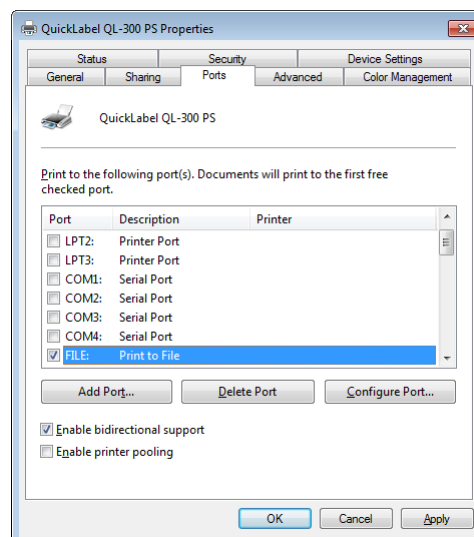 QuickLabel QL-300 PS Properties
Status Security Device Settings
General Sharing Ports Advanced Color Management
QuickLabel QL-300 PS
Print to the following port(s). Documents will print to the first free
checked port.
Port Description Printer
LPT2: Printer Port
LPT3: Printer Port
COM1: Serial Port
COM2: Serial Port
COM3: Serial Port
COM4: Serial Port
FILE: Print to File
Add Port... Delete Port Configure Port...
Enable bidirectional support
Enable printer pooling
OK Cancel Apply